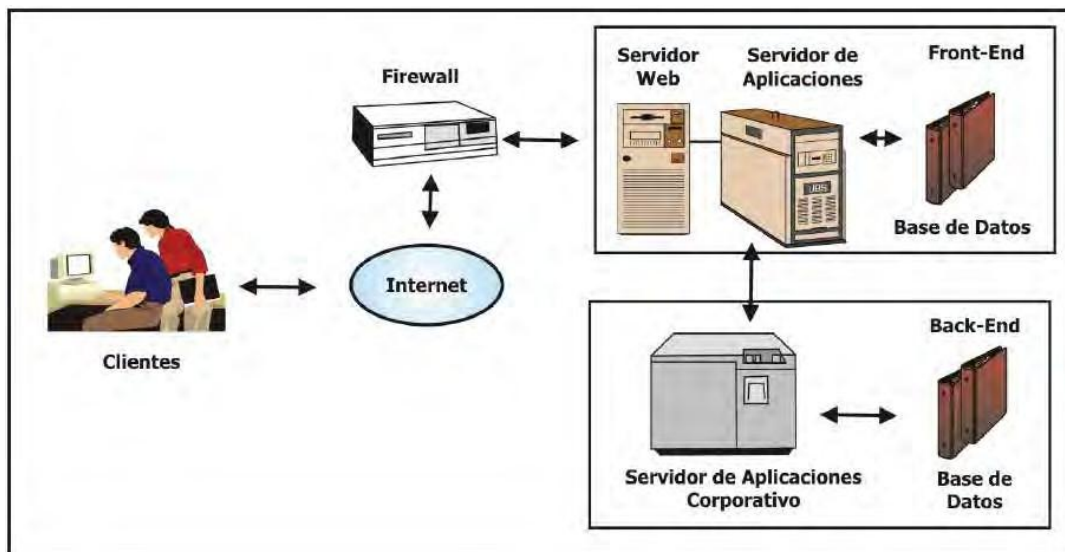 Firewall
Servidor
Web
Servidor de
Aplicaciones
Front-End
Base de Datos
Internet
Clientes
Back-End
Servidor de Aplicaciones
Corporativo
Base de
Datos